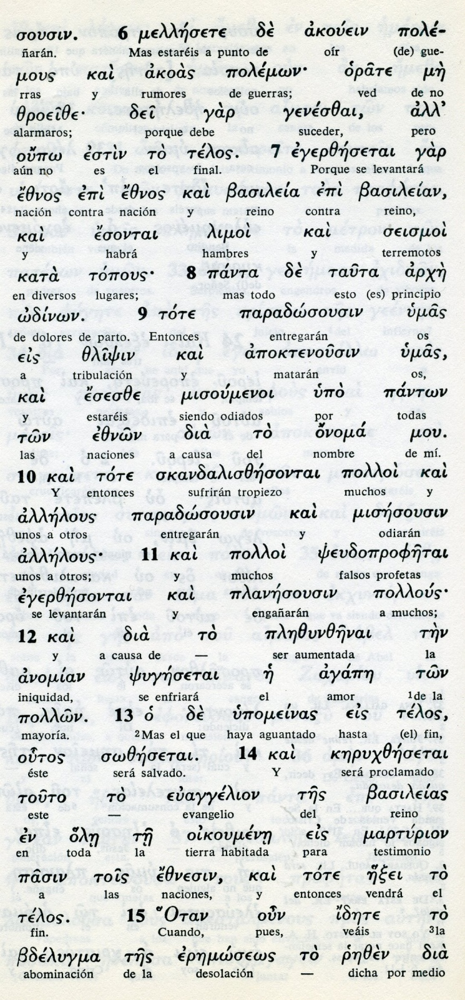 σουσιν. 6 μελλήσετε δὲ ἀκούειν πολέ-
ñarán. Mas estaréis a punto de oír (de) gue-
μους καὶ ἀκοὰς πολέμων· ὁρᾶτε μὴ
rras y rumores de guerras; ved de no
θροεῖθε· δεῖ γὰρ γενέσθαι, ἀλλ’
alarmaros; porque debe suceder, pero
οὔπω ἐστὶν τὸ τέλος. 7 ἐγερθήσεται γὰρ
aún no es el final. Porque se levantará
ἔθνος ἐπὶ ἔθνος καὶ βασιλεία ἐπὶ βασιλείαν,
nación contra nación y reino contra reino,
καὶ ἔσονται λιμοὶ καὶ σεισμοὶ
y habrá hambres y terremotos
κατὰ τόπους· 8 πάντα δὲ ταῦτα ἀρχὴ
en diversos lugares; mas todo esto (es) principio
ὠδίνων. 9 τότε παραδώσουσιν ὑμᾶς
de dolores de parto. Entonces entregarán os
εἰς θλῖψιν καὶ ἀποκτενοῦσιν ὑμᾶς,
a tribulación y matarán os,
καὶ ἔσεσθε μισούμενοι ὑπὸ πάντων
y estaréis siendo odiados por todas
τῶν ἐθνῶν διὰ τὸ ὄνομά μου.
las naciones a causa del nombre de mí.
10 καὶ τότε σκανδαλισθήσονται πολλοὶ καὶ
Y entonces sufrirán tropiezo muchos y
ἀλλήλους παραδώσουσιν καὶ μισήσουσιν
unos a otros entregarán y odiarán
ἀλλήλους· 11 καὶ πολλοὶ ψευδοπροφῆται
unos a otros; y muchos falsos profetas
ἐγερθήσονται καὶ πλανήσουσιν πολλούς·
se levantarán y engañarán a muchos;
12 καὶ διὰ τὸ πληθυνθῆναι τὴν
y a causa de — ser aumentada la
ἀνομίαν ψυγήσεται ἡ ἀγάπη τῶν
iniquidad, se enfriará el amor ¹de la
πολλῶν. 13 ὁ δὲ ὑπομείνας εἰς τέλος,
mayoría. ²Mas el que haya aguantado hasta (el) fin,
οὗτος σωθήσεται. 14 καὶ κηρυχθήσεται
éste será salvado. Y será proclamado
τοῦτο τὸ εὐαγγέλιον τῆς βασιλείας
este — evangelio del reino
ἐν ὅλῃ τῇ οἰκουμένῃ εἰς μαρτύριον
en toda la tierra habitada para testimonio
πᾶσιν τοῖς ἔθνεσιν, καὶ τότε ἥξει τὸ
a las naciones, y entonces vendrá el
τέλος. 15 Ὅταν οὖν ἴδητε τὸ
fin. Cuando, pues, veáis ³la
βδέλυγμα τῆς ἐρημώσεως τὸ ῥηθὲν διὰ
abominación de la desolación — dicha por medio